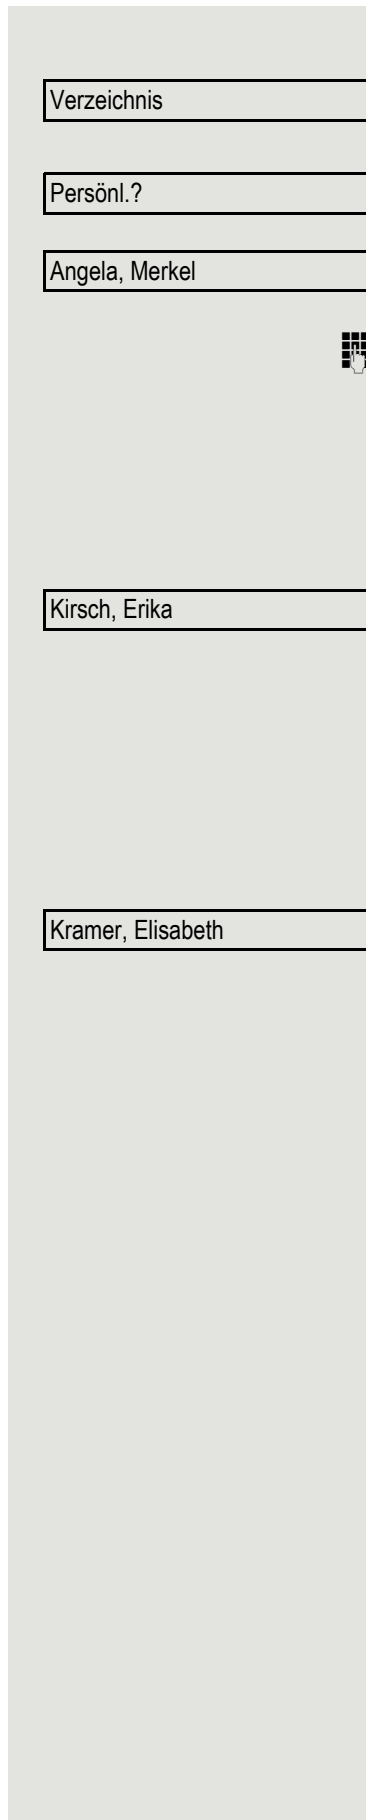 Verzeichnis
Persönl.?
Angela, Merkel
Kirsch, Erika
Kramer, Elisabeth